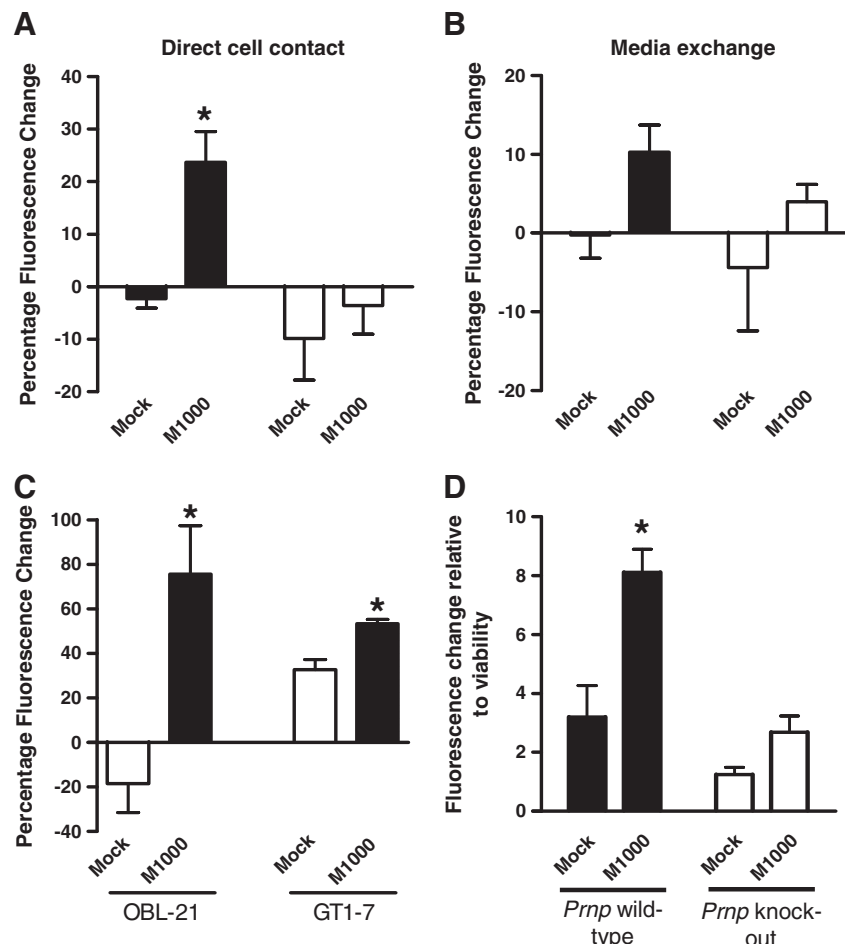 A
Direct cell contact
Percentage Fluorescence Change
40
30
20
10
0
-10
-20
*
Mock
M1000
Mock
M1000
B
Media exchange
Percentage Fluorescence Change
20
10
0
-10
-20
Mock
M1000
Mock
M1000
C
Percentage Fluorescence Change
100
80
60
40
20
0
-20
-40
*
*
Mock
M1000
Mock
M1000
OBL-21
GT1-7
D
Fluorescence change relative
to viability
10
8
6
4
2
0
*
Mock
M1000
Mock
M1000
Prnp wild-
type
Prnp knock-
out